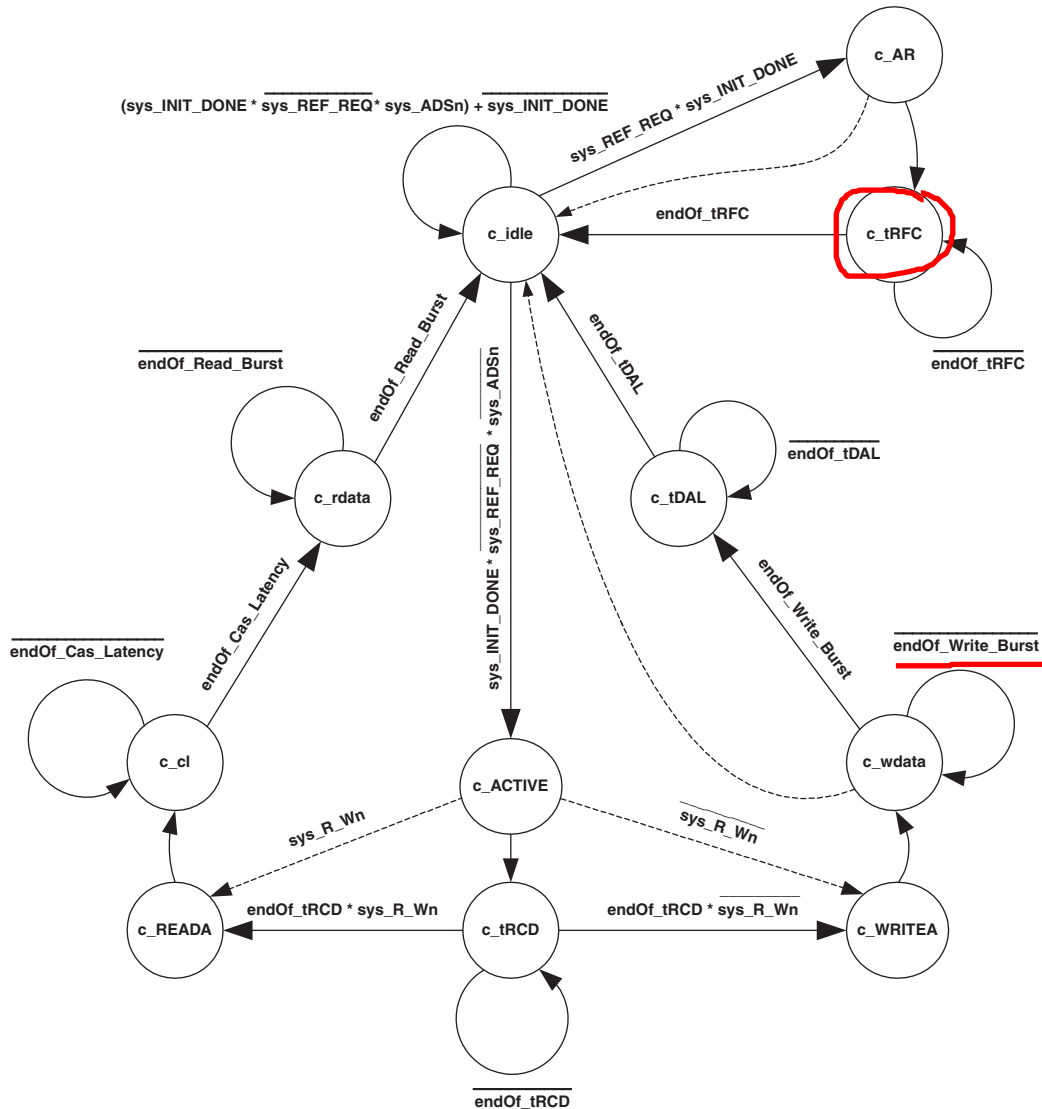 c_AR
(sys_INIT_DONE * sys_REF_REQ* sys_ADSn) + sys_INIT_DONE
sys_REF_REQ * sys_INIT_DONE
c_idle
endOf_tRFC
c_tRFC
endOf_tRFC
endOf_Read_Burst
endOf_Read_Burst
sys_INIT_DONE * sys_REF_REQ * sys_ADSn
endOf_tDAL
endOf_tDAL
c_rdata
c_tDAL
endOf_Cas_Latency
endOf_Cas_Latency
endOf_Write_Burst
endOf_Write_Burst
c_cl
c_ACTIVE
c_wdata
sys_R_Wn
sys_R_Wn
c_READA
endOf_tRCD * sys_R_Wn
c_tRCD
endOf_tRCD * sys_R_Wn
c_WRITEA
endOf_tRCD